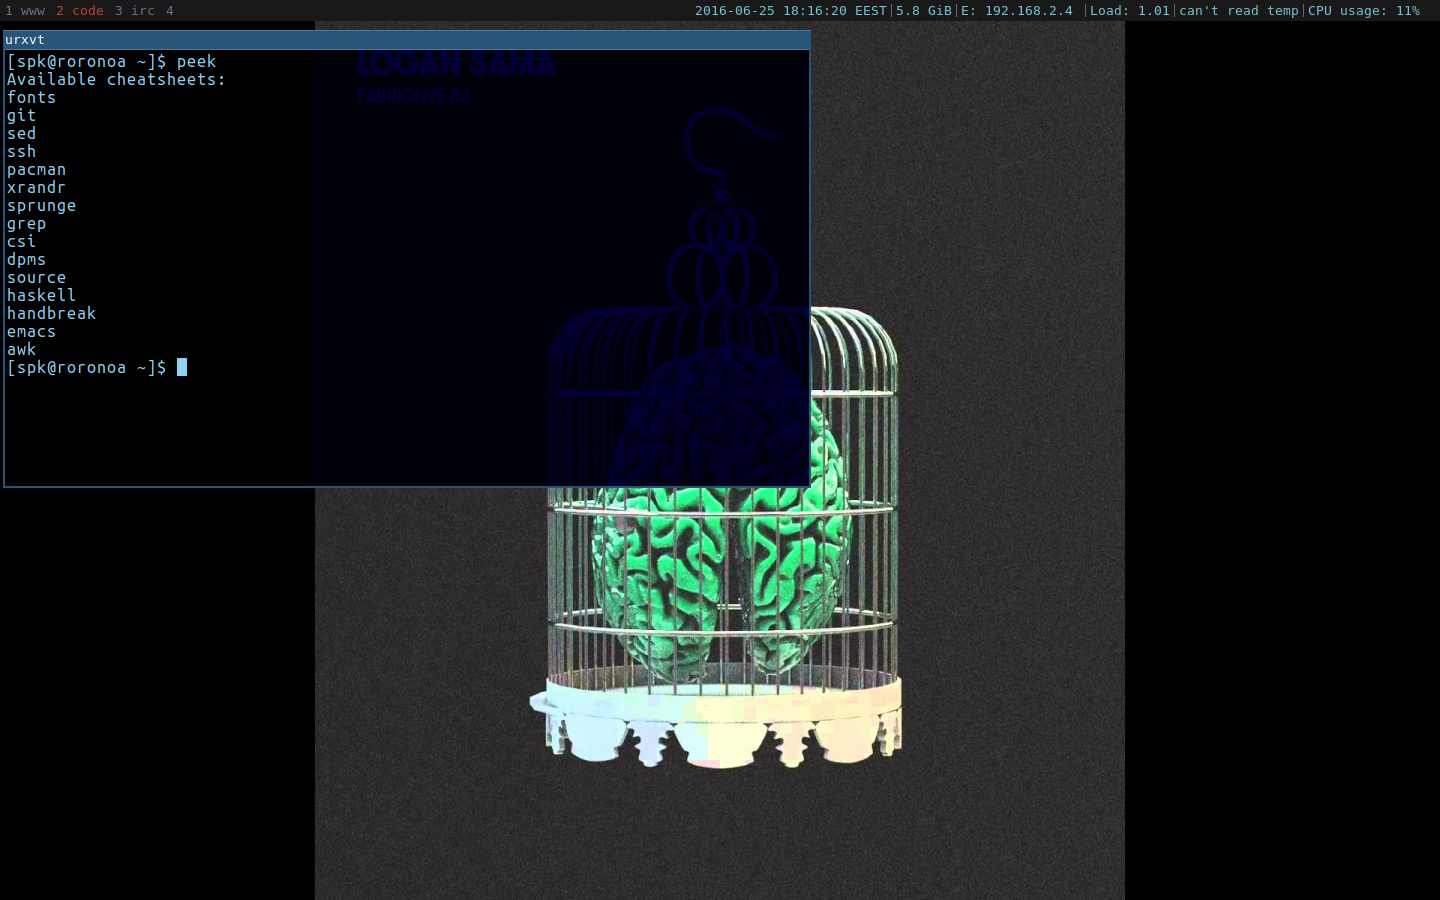 1 www 2 code 3 irc 4
2016-06-25 18:16:20 EEST|5.8 GiB|E: 192.168.2.4 |Load: 1.01|can't read temp|CPU usage: 11%
urxvt
[spk@roronoa ~]$ peek
Available cheatsheets:
fonts
git
sed
ssh
pacman
xrandr
sprunge
grep
csi
dpms
source
haskell
handbreak
emacs
awk
[spk@roronoa ~]$
LOGAN SAMA
FABRICLIVE 83